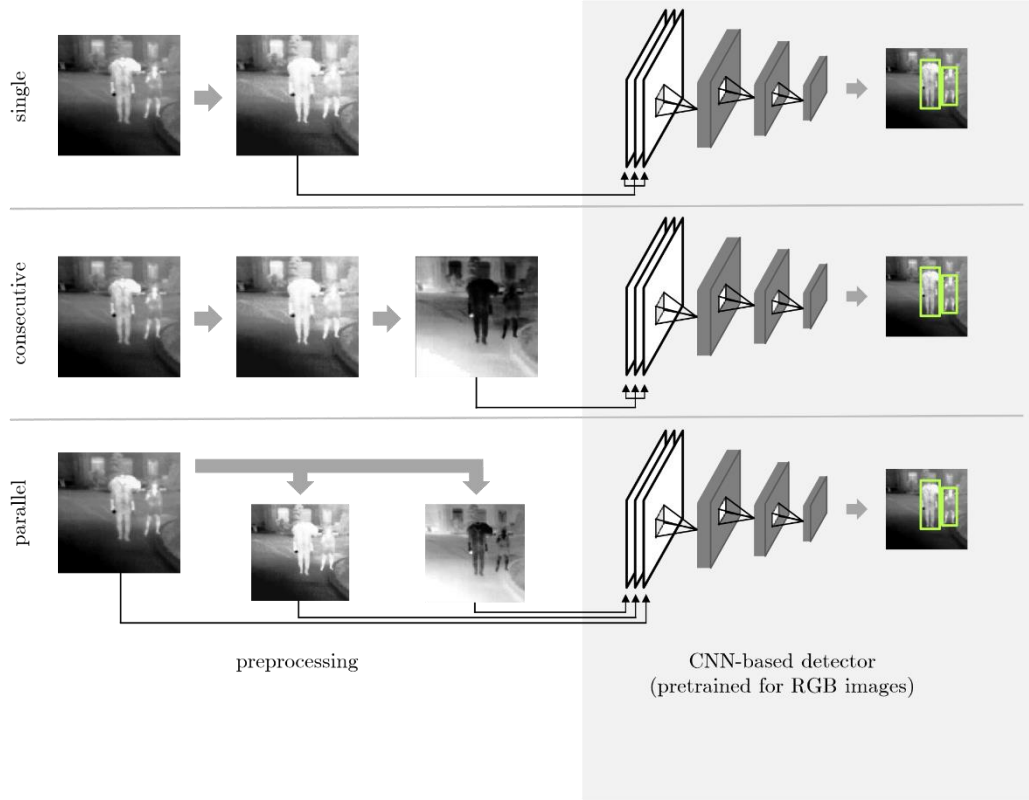 single
consecutive
parallel
preprocessing
CNN-based detector
(pretrained for RGB images)